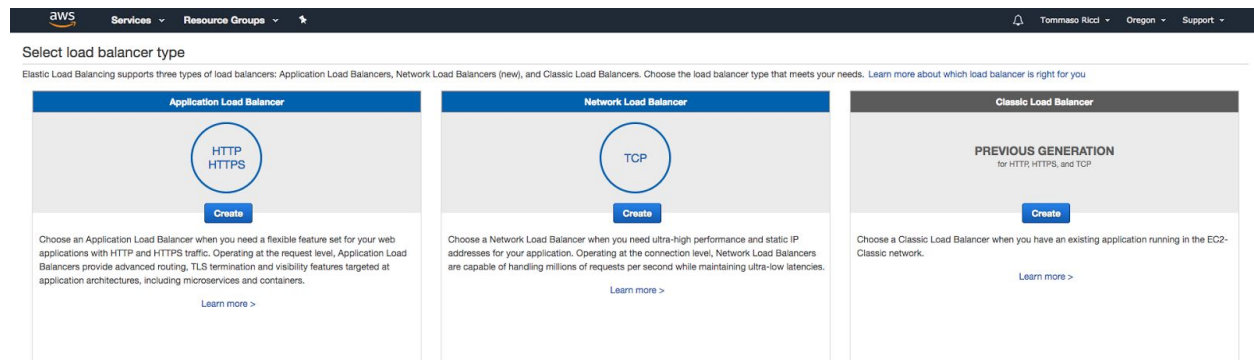 aws Services Resource Groups Tommaso Ricci Oregon Support
Select load balancer type
Elastic Load Balancing supports three types of load balancers: Application Load Balancers, Network Load Balancers (new), and Classic Load Balancers. Choose the load balancer type that meets your needs. Learn more about which load balancer is right for you
Application Load Balancer
HTTP
HTTPS
Create
Choose an Application Load Balancer when you need a flexible feature set for your web
applications with HTTP and HTTPS traffic. Operating at the request level, Application Load
Balancers provide advanced routing, TLS termination and visibility features targeted at
application architectures, including microservices and containers.
Learn more >
Network Load Balancer
TCP
Create
Choose a Network Load Balancer when you need ultra-high performance and static IP
addresses for your application. Operating at the connection level, Network Load Balancers
are capable of handling millions of requests per second while maintaining ultra-low latencies.
Learn more >
Classic Load Balancer
PREVIOUS GENERATION
for HTTP, HTTPS, and TCP
Create
Choose a Classic Load Balancer when you have an existing application running in the EC2-
Classic network.
Learn more >